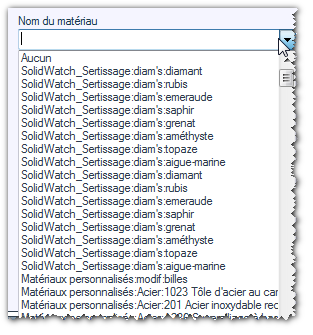 Nom du matériau
Aucun
SolidWatch_Sertissage:diam's:diamant
SolidWatch_Sertissage:diam's:rubis
SolidWatch_Sertissage:diam's:emeraude
SolidWatch_Sertissage:diam's:saphir
SolidWatch_Sertissage:diam's:grenat
SolidWatch_Sertissage:diam's:améthyste
SolidWatch_Sertissage:diam's:topaze
SolidWatch_Sertissage:diam's:aigue-marine
SolidWatch_Sertissage:diam's:diamant
SolidWatch_Sertissage:diam's:rubis
SolidWatch_Sertissage:diam's:emeraude
SolidWatch_Sertissage:diam's:saphir
SolidWatch_Sertissage:diam's:grenat
SolidWatch_Sertissage:diam's:améthyste
SolidWatch_Sertissage:diam's:topaze
SolidWatch_Sertissage:diam's:aigue-marine
Matériaux personnalisés:modif:billes
Matériaux personnalisés:Acier:1023 Tôle d'acier au car
Matériaux personnalisés:Acier:201 Acier inoxydable rec